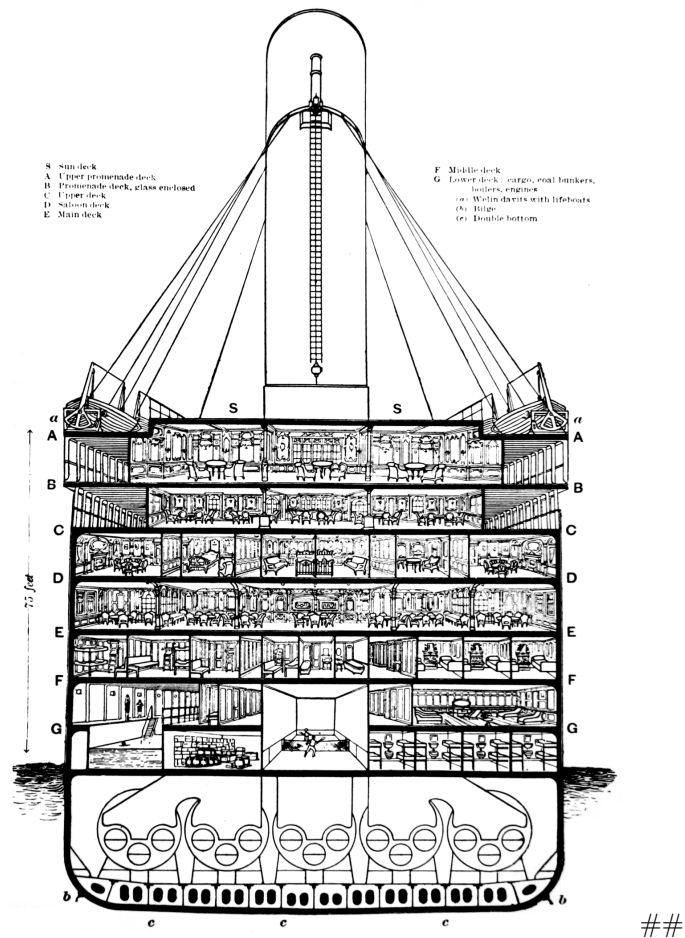 S Sun deck
A Upper promenade deck
B Promenade deck, glass enclosed
C Upper deck
D Saloon deck
E Main deck
F Middle deck
G Lower deck: cargo, coal bunkers,
boilers, engines
(a) Welin davits with lifeboats
(b) Bilge
(c) Double bottom
S S
a a
A A
B B
C C
D D
75 feet
E E
F F
G G
b b
c c c
##